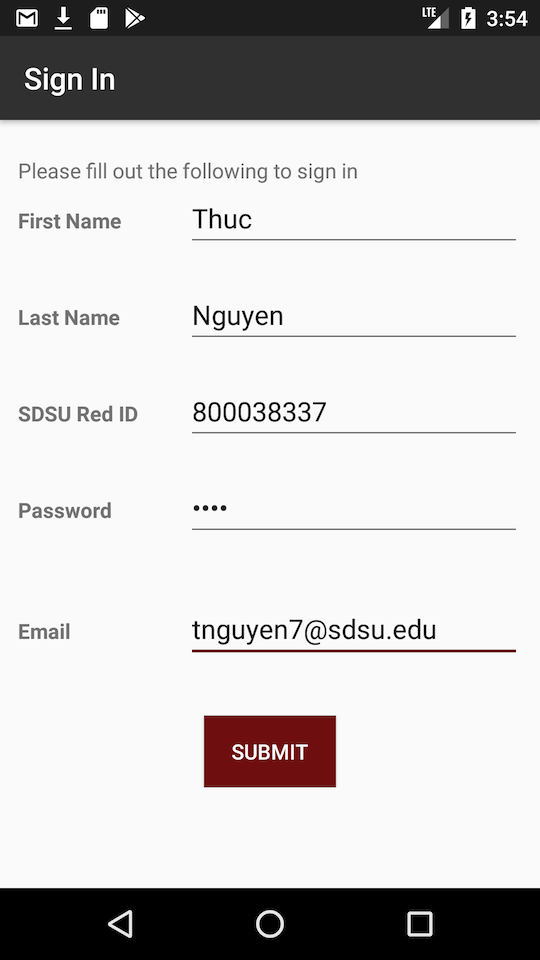 LTE 3:54
Sign In
Please fill out the following to sign in
First Name Thuc
Last Name Nguyen
SDSU Red ID 800038337
Password ••••
Email tnguyen7@sdsu.edu
SUBMIT